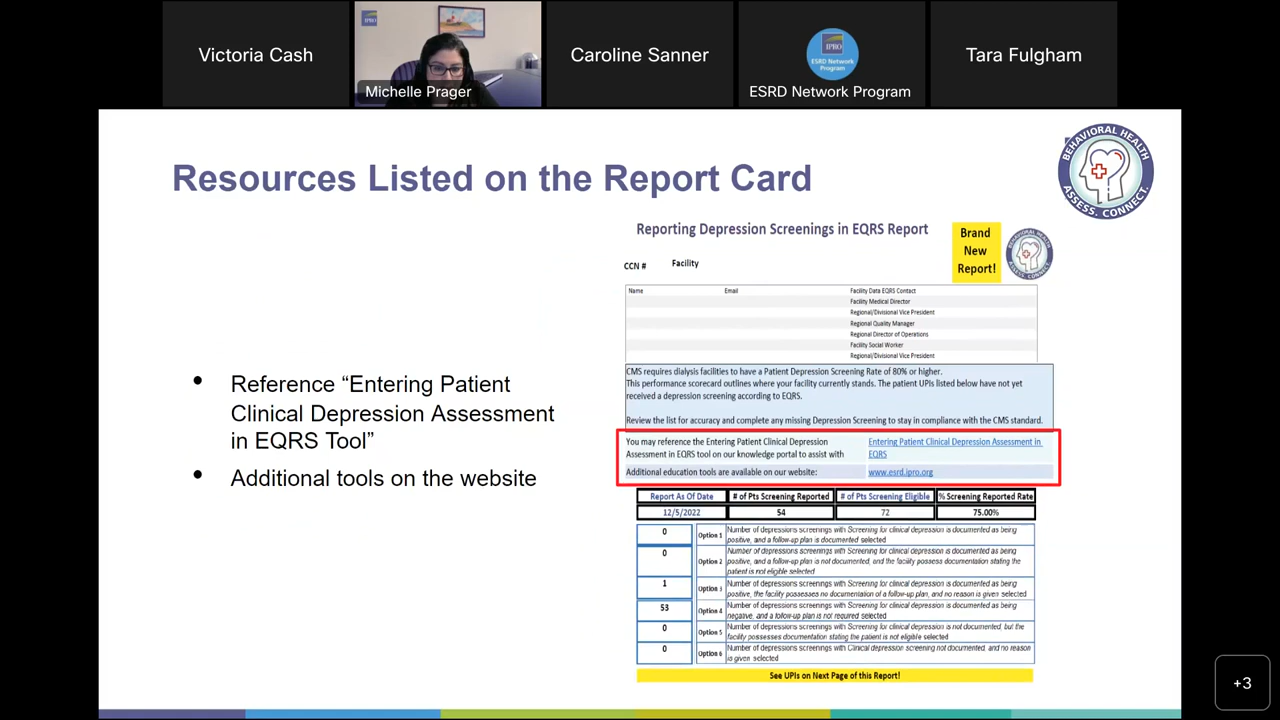 Victoria Cash
IPRO
Michelle Prager
Caroline Sanner
IPRO
ESRD Network
Program
ESRD Network Program
Tara Fulgham
Resources Listed on the Report Card
BEHAVIORAL HEALTH
ASSESS. CONNECT.
• Reference “Entering Patient
Clinical Depression Assessment
in EQRS Tool”
• Additional tools on the website
Reporting Depression Screenings in EQRS Report
Brand
New
Report!
CCN #
Facility
Name Email Facility Data EQRS Contact
Facility Medical Director
Regional/Divisional Vice President
Regional Quality Manager
Regional Director of Operations
Facility Social Worker
Regional/Divisional Vice President
CMS requires dialysis facilities to have a Patient Depression Screening Rate of 80% or higher.
This performance scorecard outlines where your facility currently stands. The patient UPIs listed below have not yet
received a depression screening according to EQRS.
Review the list for accuracy and complete any missing Depression Screening to stay in compliance with the CMS standard.
You may reference the Entering Patient Clinical Depression
Assessment in EQRS tool on our knowledge portal to assist with
Entering Patient Clinical Depression Assessment in
EQRS
Additional education tools are available on our website: www.esrd.ipro.org
Report As Of Date # of Pts Screening Reported # of Pts Screening Eligible % Screening Reported Rate
12/5/2022 54 72 75.00%
0 Option 1 Number of depressions screenings with Screening for clinical depression is documented as being
positive, and a follow-up plan is documented selected
0 Option 2 Number of depressions screenings with Screening for clinical depression is documented as being
positive, and a follow-up plan is not documented, and the facility possess documentation stating the
patient is not eligible selected
1 Option 3 Number of depressions screenings with Screening for clinical depression is documented as being
positive, the facility possesses no documentation of a follow-up plan, and no reason is given selected
53 Option 4 Number of depressions screenings with Screening for clinical depression is documented as being
negative, and a follow-up plan is not required selected
0 Option 5 Number of depressions screenings with Screening for clinical depression is not documented, but the
facility possesses documentation stating the patient is not eligible selected
0 Option 6 Number of depressions screenings with Clinical depression screening not documented, and no reason
is given selected
See UPIs on Next Page of this Report!
+3